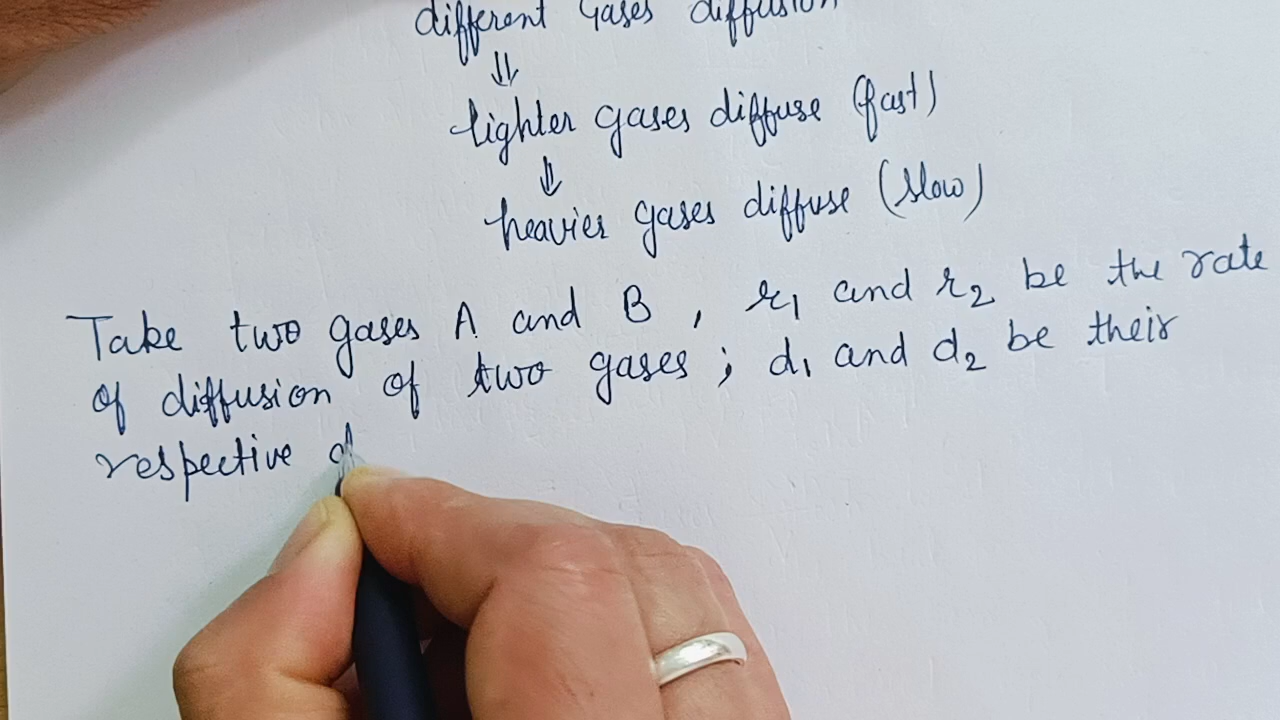 different Gases diffusion
⇓
lighter gases diffuse (fast)
⇓
heavier gases diffuse (slow)
Take two gases A and B, r1 and r2 be the rate
of diffusion of two gases; d1 and d2 be their
respective d